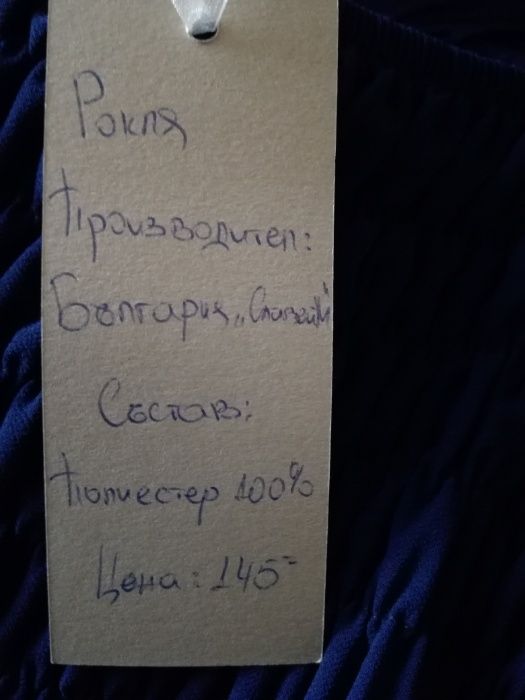 Рокля
Производител:
България „Славей"
Състав:
Полиестер 100%
Цена: 145-